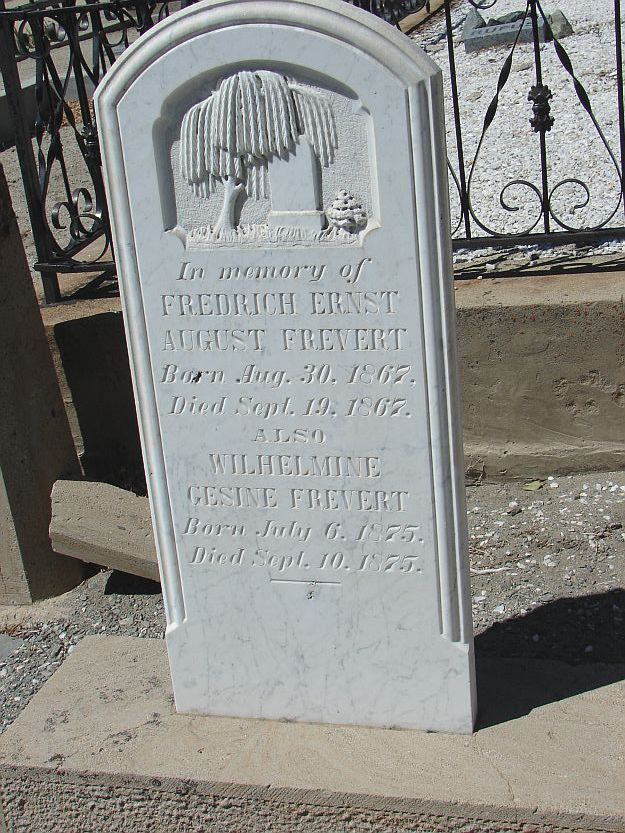 In memory of
FREDRICH ERNST
AUGUST FREVERT
Born Aug. 30. 1867.
Died Sept. 19. 1867.
ALSO
WILHELMINE
GESINE FREVERT
Born July 6. 1875.
Died Sept. 10. 1875.